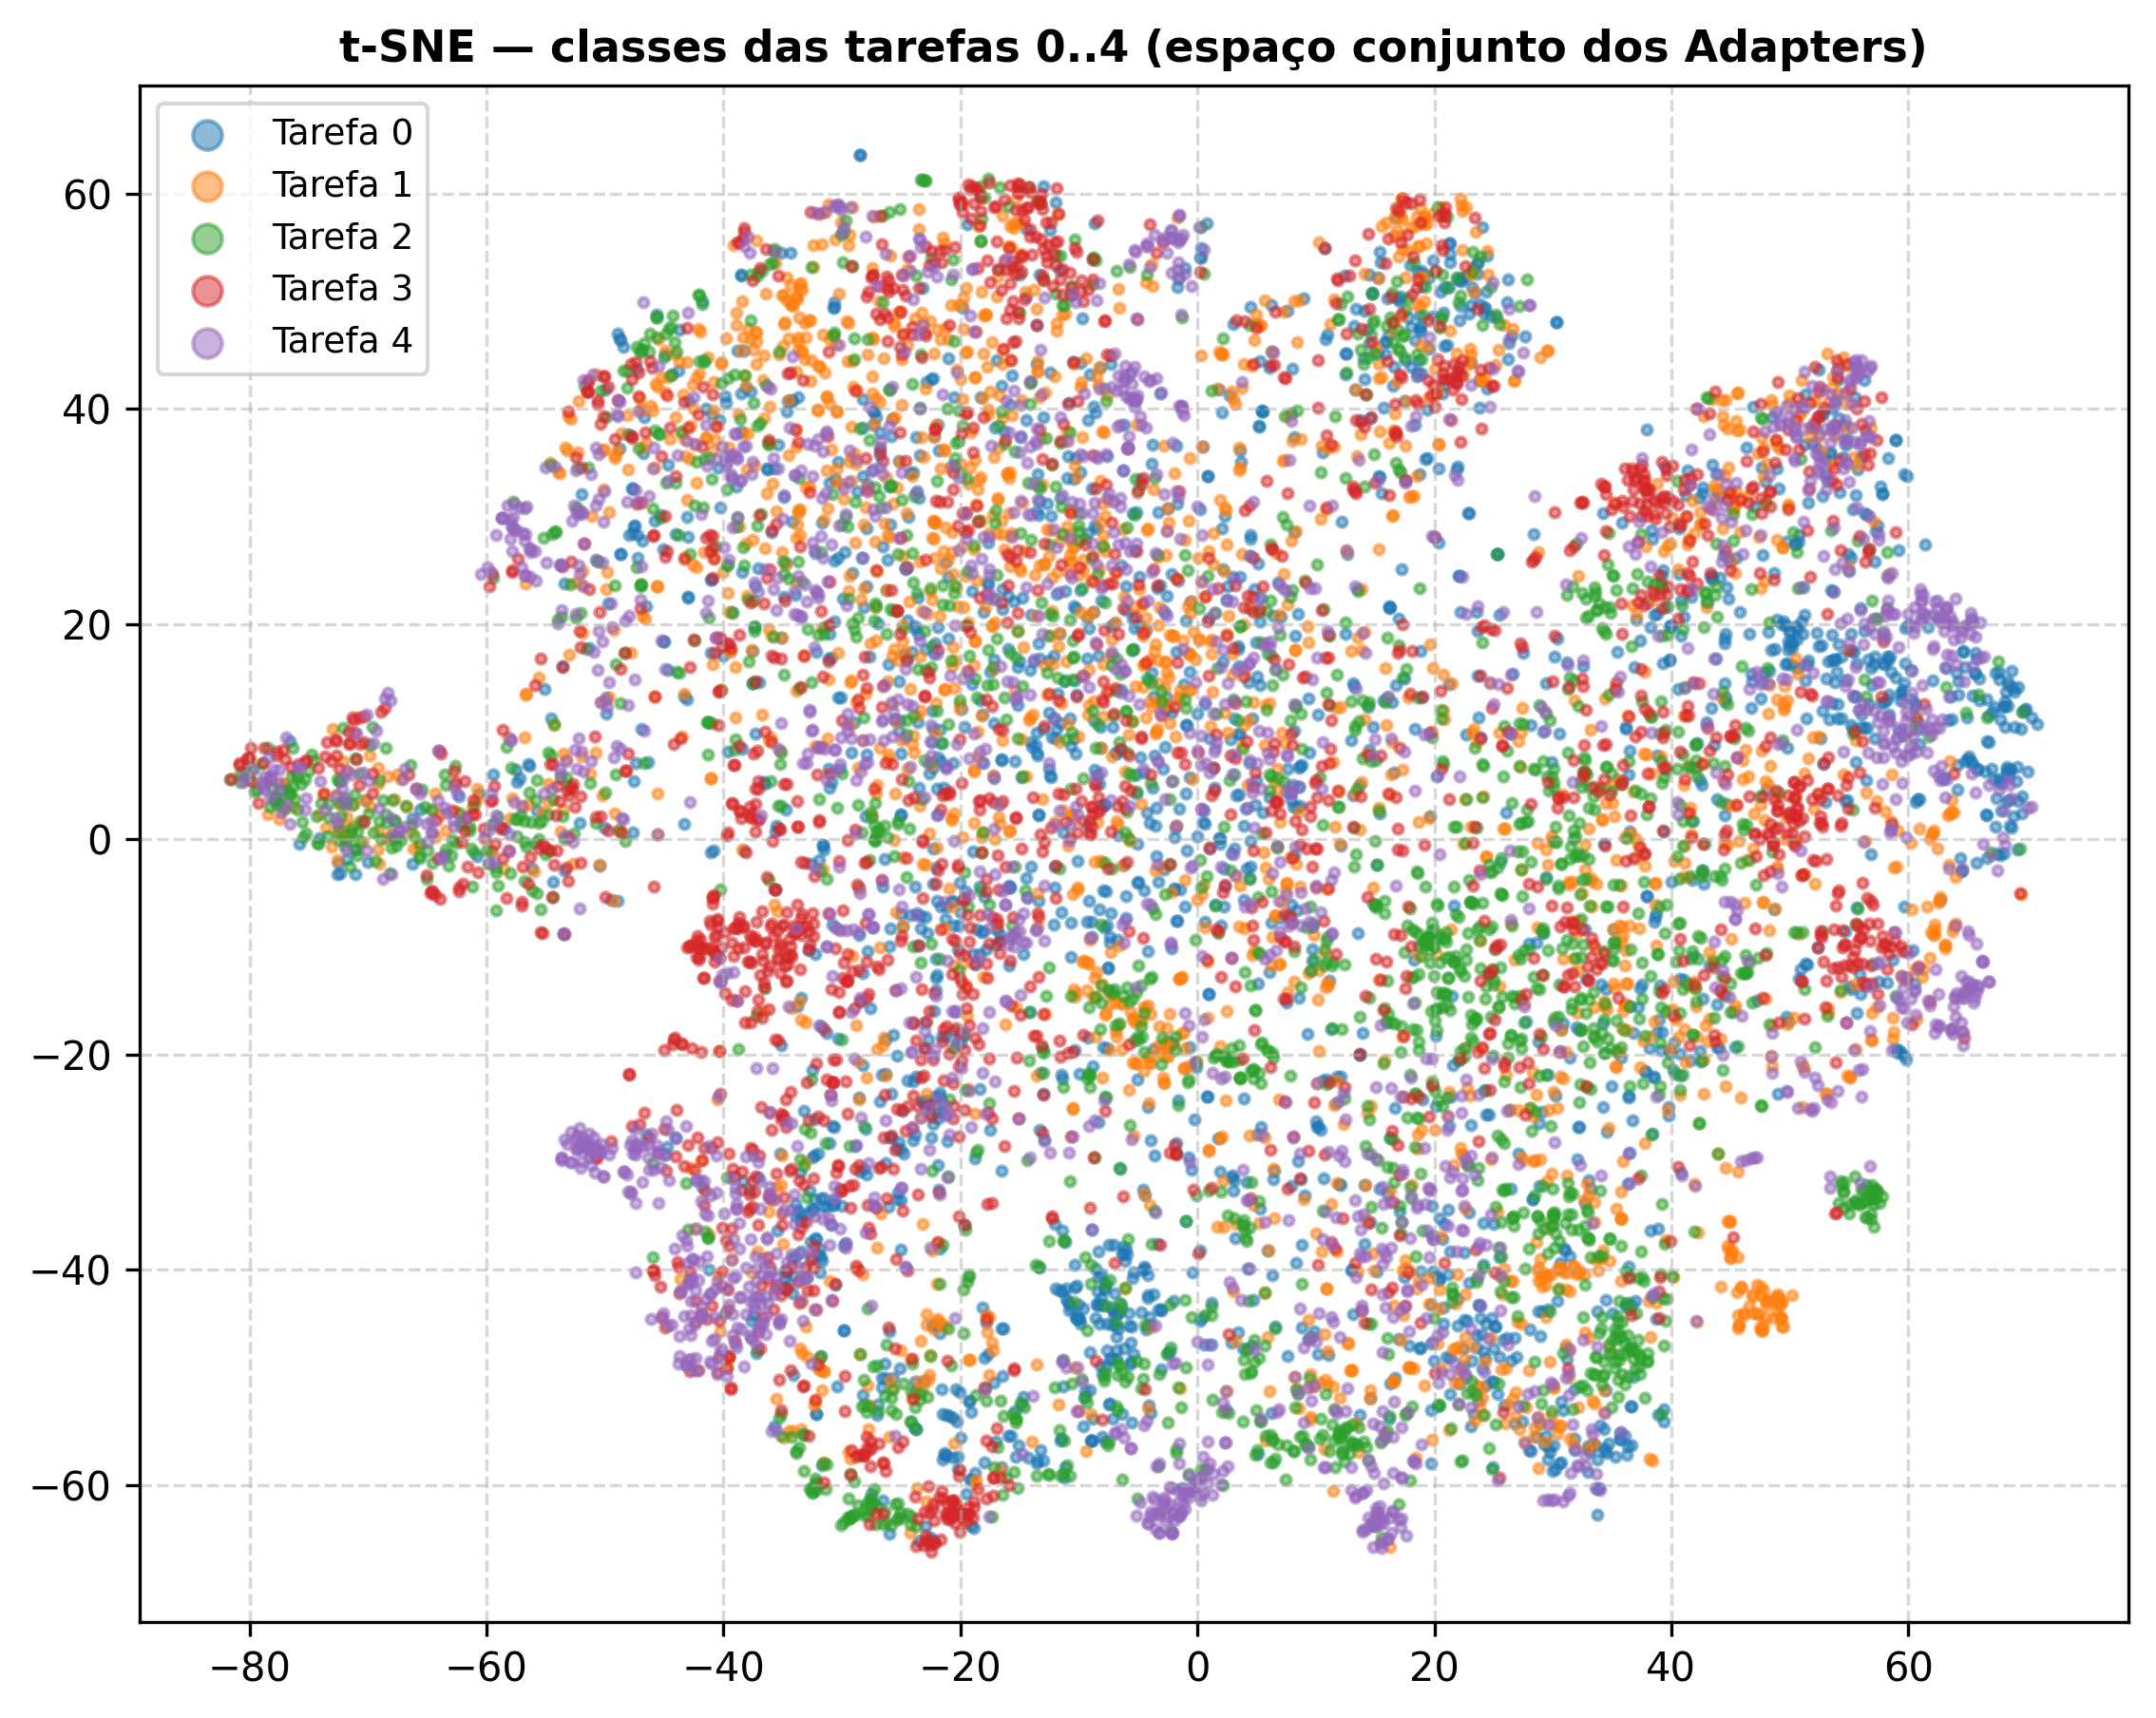 t-SNE — classes das tarefas 0..4 (espaço conjunto dos Adapters)
Tarefa 0
Tarefa 1
Tarefa 2
Tarefa 3
Tarefa 4
60
40
20
0
−20
−40
−60
−80 −60 −40 −20 0 20 40 60